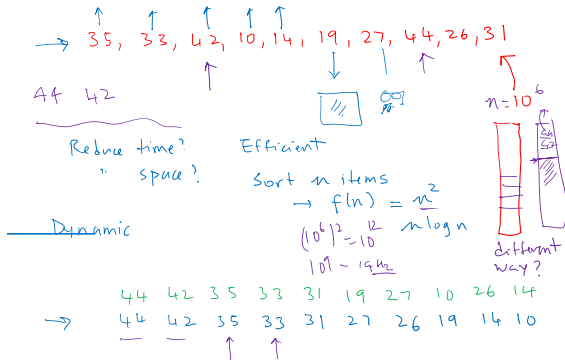 → 35, 33, 42, 10, 14, 19, 27, 44, 26, 31
44 42
n = 10^6
Reduce time?
" space?
Efficient
Sort n items
→ f(n) = n^2
n log n
(10^6)^2 = 10^12
10^9 ~ 1GHz
Dynamic
different
way?
44 42 35 33 31 19 27 10 26 14
→ 44 42 35 33 31 27 26 19 14 10